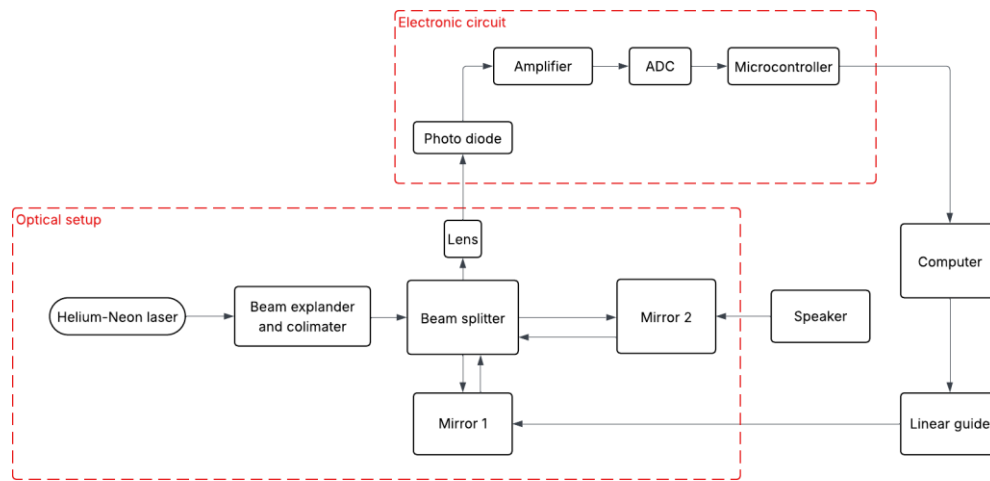 Electronic circuit
Amplifier
ADC
Microcontroller
Photo diode
Optical setup
Lens
Computer
Helium-Neon laser
Beam explander
and colimater
Beam splitter
Mirror 2
Speaker
Mirror 1
Linear guide